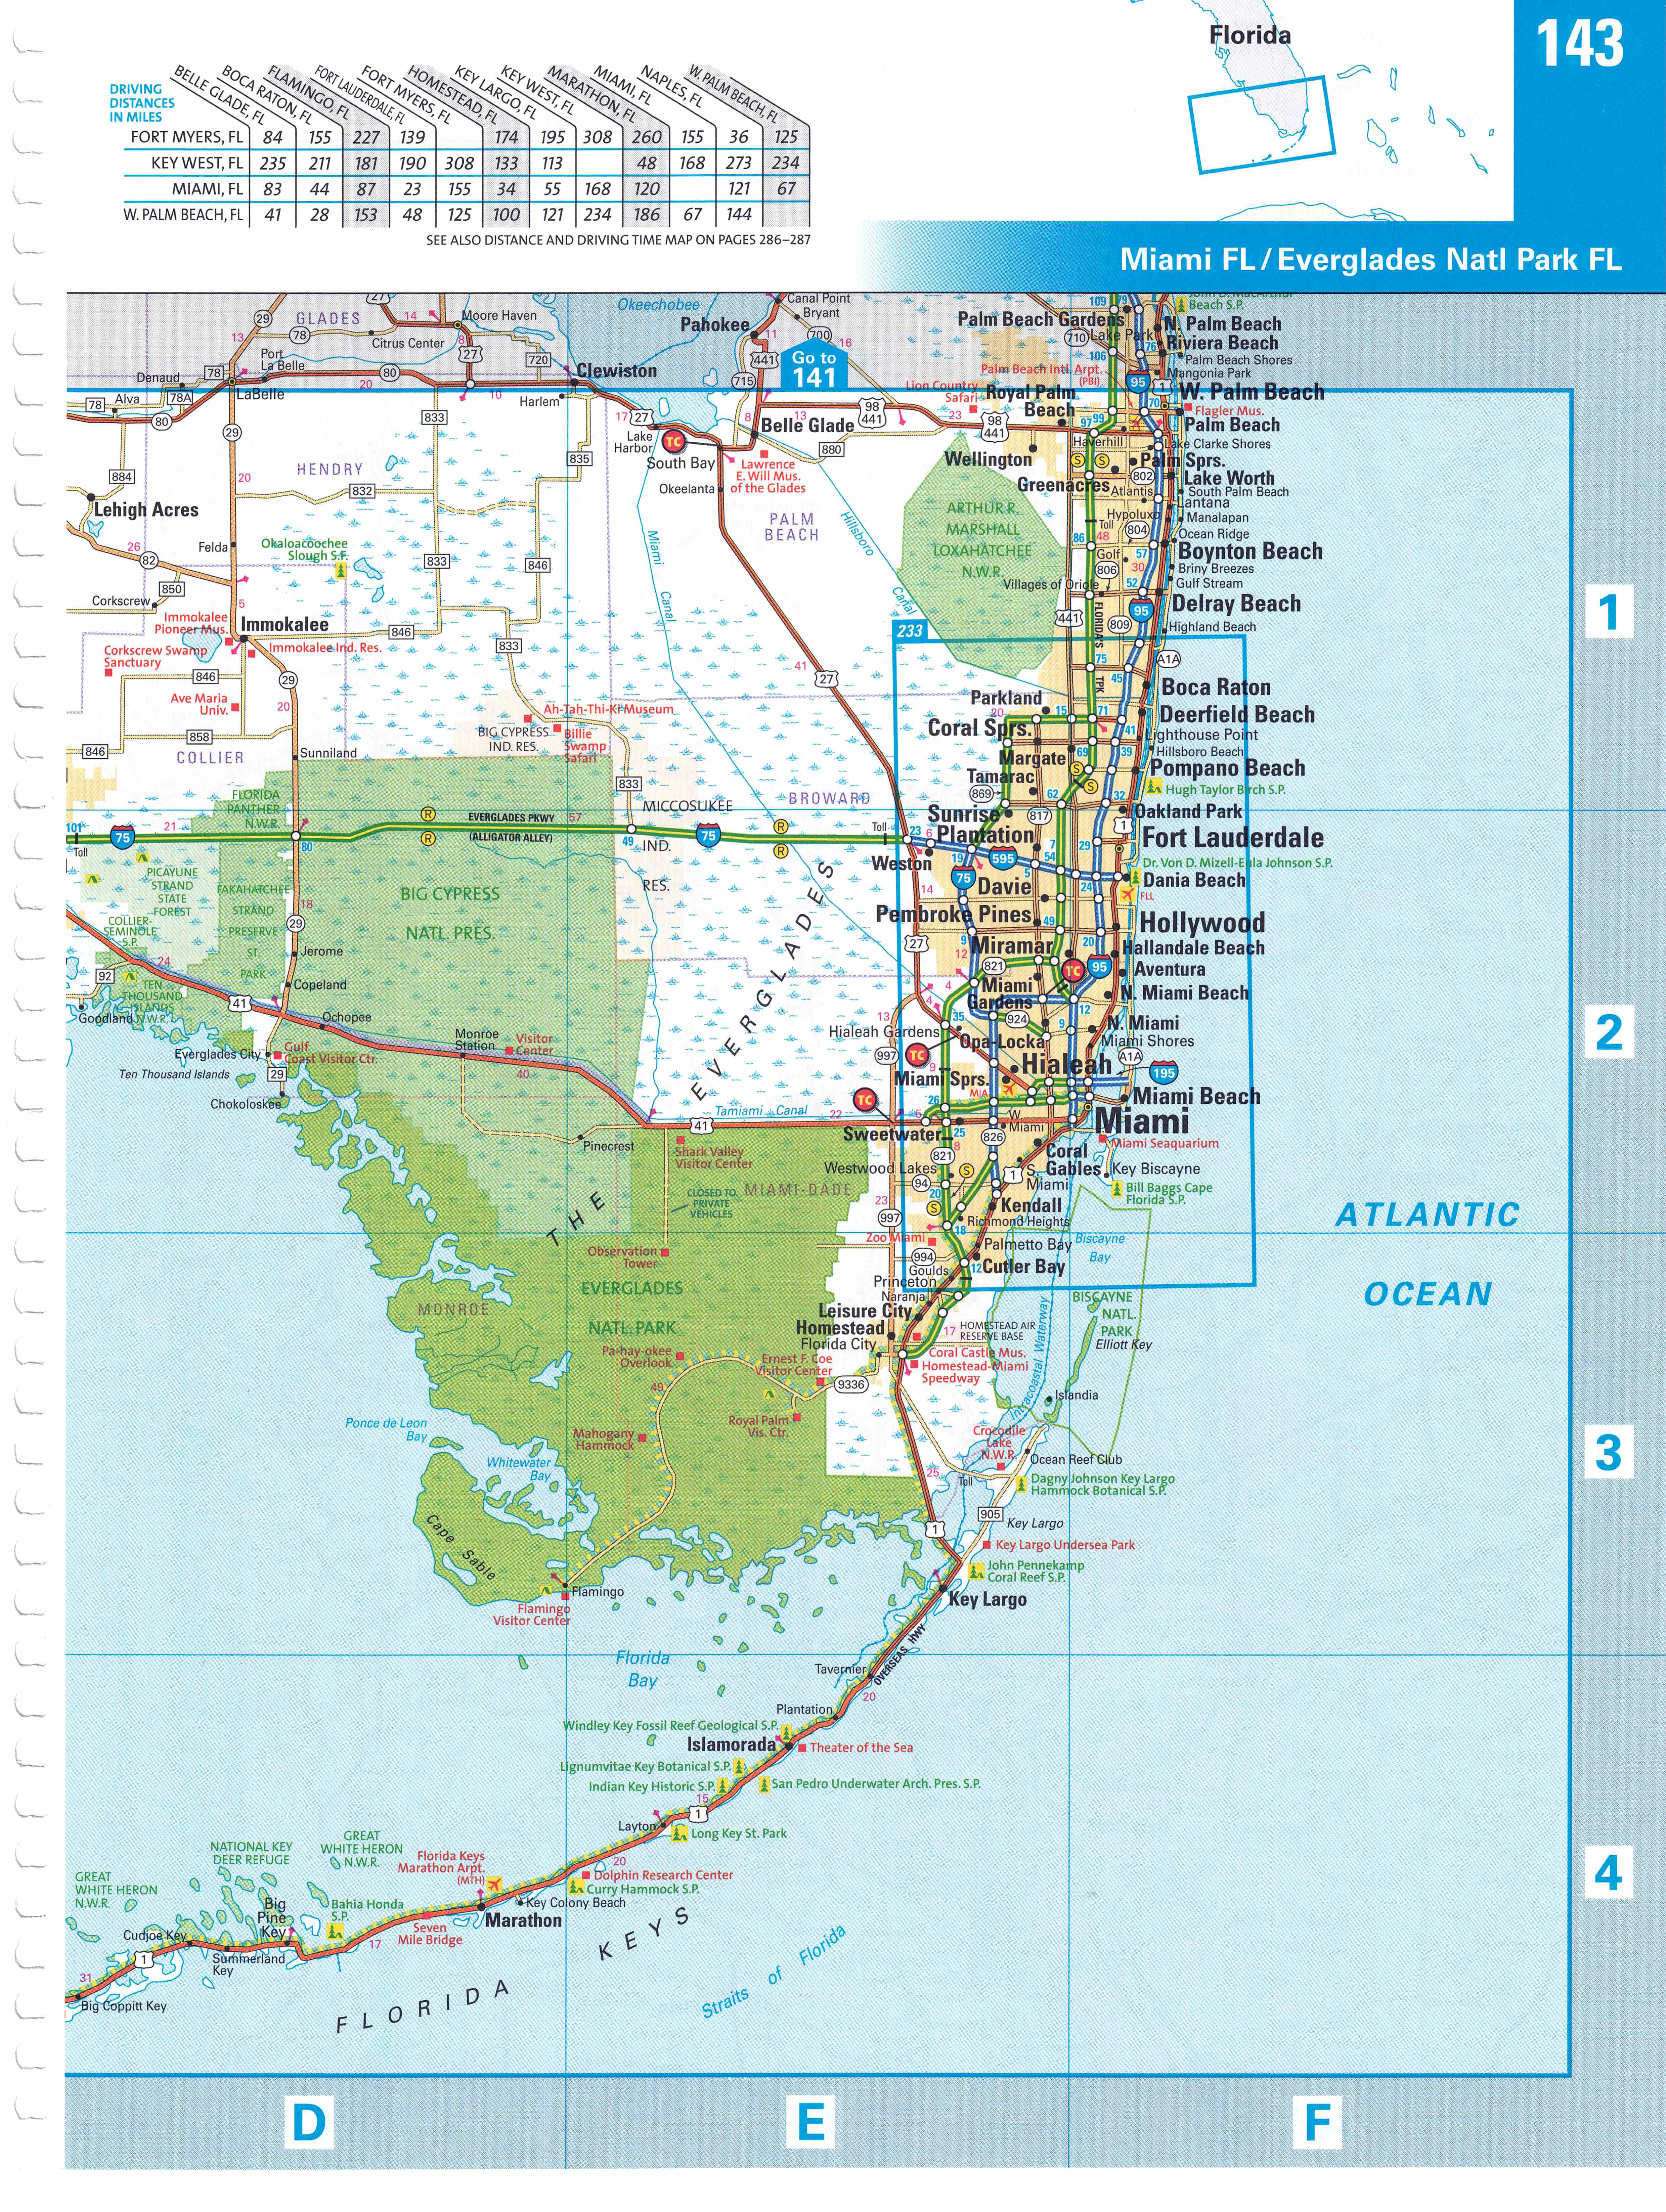 143
Florida
Miami FL / Everglades Natl Park FL
DRIVING
DISTANCES
IN MILES
BELLE GLADE, FL
BOCA RATON, FL
FLAMINGO, FL
FORT LAUDERDALE, FL
FORT MYERS, FL
HOMESTEAD, FL
KEY LARGO, FL
KEY WEST, FL
MARATHON, FL
MIAMI, FL
NAPLES, FL
W. PALM BEACH, FL
FORT MYERS, FL 84 155 227 139 174 195 308 260 155 36 125
KEY WEST, FL 235 211 181 190 308 133 113 48 168 273 234
MIAMI, FL 83 44 87 23 155 34 55 168 120 121 67
W. PALM BEACH, FL 41 28 153 48 125 100 121 234 186 67 144
SEE ALSO DISTANCE AND DRIVING TIME MAP ON PAGES 286–287
Okeechobee
Canal Point
Bryant
Pahokee
Go to
141
GLADES
Moore Haven
Citrus Center
Port
La Belle
Denaud
LaBelle
Alva
Clewiston
Harlem
Lake
Harbor
South Bay
TC
Belle Glade
Lawrence
E. Will Mus.
of the Glades
Okeelanta
Palm Beach Gardens
Lake Park
Beach S.P.
N. Palm Beach
Riviera Beach
Palm Beach Shores
Mangonia Park
Palm Beach Intl. Arpt.
(PBI)
Lion Country
Safari
Royal Palm
Beach
W. Palm Beach
Flagler Mus.
Palm Beach
Haverhill
Lake Clarke Shores
Wellington
Palm Sprs.
Greenacres
Lake Worth
Atlantis
South Palm Beach
Lantana
Hypoluxo
Manalapan
Ocean Ridge
Golf
Boynton Beach
Briny Breezes
Villages of Oriole
Gulf Stream
Delray Beach
Highland Beach
FLORIDA'S
TPK
Toll
HENDRY
Lehigh Acres
Felda
Okaloacoochee
Slough S.F.
Corkscrew
Immokalee
Pioneer Mus.
Immokalee
Immokalee Ind. Res.
Corkscrew Swamp
Sanctuary
Ave Maria
Univ.
COLLIER
Sunniland
PALM
BEACH
Miami
Canal
Hillsboro
Canal
ARTHUR R.
MARSHALL
LOXAHATCHEE
N.W.R.
Ah-Tah-Thi-Ki Museum
BIG CYPRESS
IND. RES.
Billie
Swamp
Safari
233
1
Parkland
Boca Raton
Coral Sprs.
Deerfield Beach
Lighthouse Point
Margate
Hillsboro Beach
Tamarac
Pompano Beach
Hugh Taylor Birch S.P.
BROWARD
MICCOSUKEE
IND.
RES.
FLORIDA
PANTHER
N.W.R.
EVERGLADES PKWY
(ALLIGATOR ALLEY)
Toll
Toll
Sunrise
Oakland Park
Plantation
Fort Lauderdale
Weston
Dr. Von D. Mizell-Eula Johnson S.P.
Davie
Dania Beach
FLL
Pembroke Pines
Hollywood
Miramar
Hallandale Beach
Aventura
Miami
Gardens
N. Miami Beach
Hialeah Gardens
N. Miami
Opa-Locka
Miami Shores
Hialeah
Miami Sprs.
MIA
Miami Beach
Miami
W.
Miami
Sweetwater
Miami Seaquarium
Coral
Gables
S.
Miami
Westwood Lakes
Key Biscayne
Bill Baggs Cape
Florida S.P.
Kendall
Richmond Heights
Zoo Miami
Palmetto Bay
Biscayne
Bay
Goulds
Cutler Bay
Princeton
Naranja
2
PICAYUNE
STRAND
STATE
FOREST
FAKAHATCHEE
STRAND
PRESERVE
ST.
PARK
COLLIER-
SEMINOLE
S.P.
BIG CYPRESS
NATL. PRES.
Jerome
Copeland
TEN
THOUSAND
ISLANDS
N.W.R.
Goodland
Ochopee
Everglades City
Gulf
Coast Visitor Ctr.
Ten Thousand Islands
Chokoloskee
Monroe
Station
Visitor
Center
Pinecrest
THE
EVERGLADES
Tamiami Canal
Shark Valley
Visitor Center
MIAMI-DADE
CLOSED TO
PRIVATE
VEHICLES
Observation
Tower
ATLANTIC
OCEAN
EVERGLADES
NATL. PARK
MONROE
Leisure City
Homestead
Florida City
HOMESTEAD AIR
RESERVE BASE
Coral Castle Mus.
Homestead-Miami
Speedway
BISCAYNE
NATL.
PARK
Elliott Key
Intracoastal Waterway
Islandia
Pa-hay-okee
Overlook
Ernest F. Coe
Visitor Center
9336
Royal Palm
Vis. Ctr.
Mahogany
Hammock
Ponce de Leon
Bay
Whitewater
Bay
Crocodile
Lake
N.W.R.
Ocean Reef Club
Dagny Johnson Key Largo
Hammock Botanical S.P.
Toll
905
Key Largo
Key Largo Undersea Park
John Pennekamp
Coral Reef S.P.
Key Largo
Cape Sable
Flamingo
Flamingo
Visitor Center
3
Florida
Bay
OVERSEAS HWY
Tavernier
Plantation
Windley Key Fossil Reef Geological S.P.
Islamorada
Theater of the Sea
Lignumvitae Key Botanical S.P.
Indian Key Historic S.P.
San Pedro Underwater Arch. Pres. S.P.
Layton
Long Key St. Park
GREAT
WHITE HERON
N.W.R.
NATIONAL KEY
DEER REFUGE
GREAT
WHITE HERON
N.W.R.
Florida Keys
Marathon Arpt.
(MTH)
Dolphin Research Center
Curry Hammock S.P.
Key Colony Beach
Marathon
Big
Pine
Key
Bahia Honda
S.P.
Seven
Mile Bridge
Cudjoe Key
Summerland
Key
Big Coppitt Key
FLORIDA
KEYS
Straits of Florida
4
D
E
F